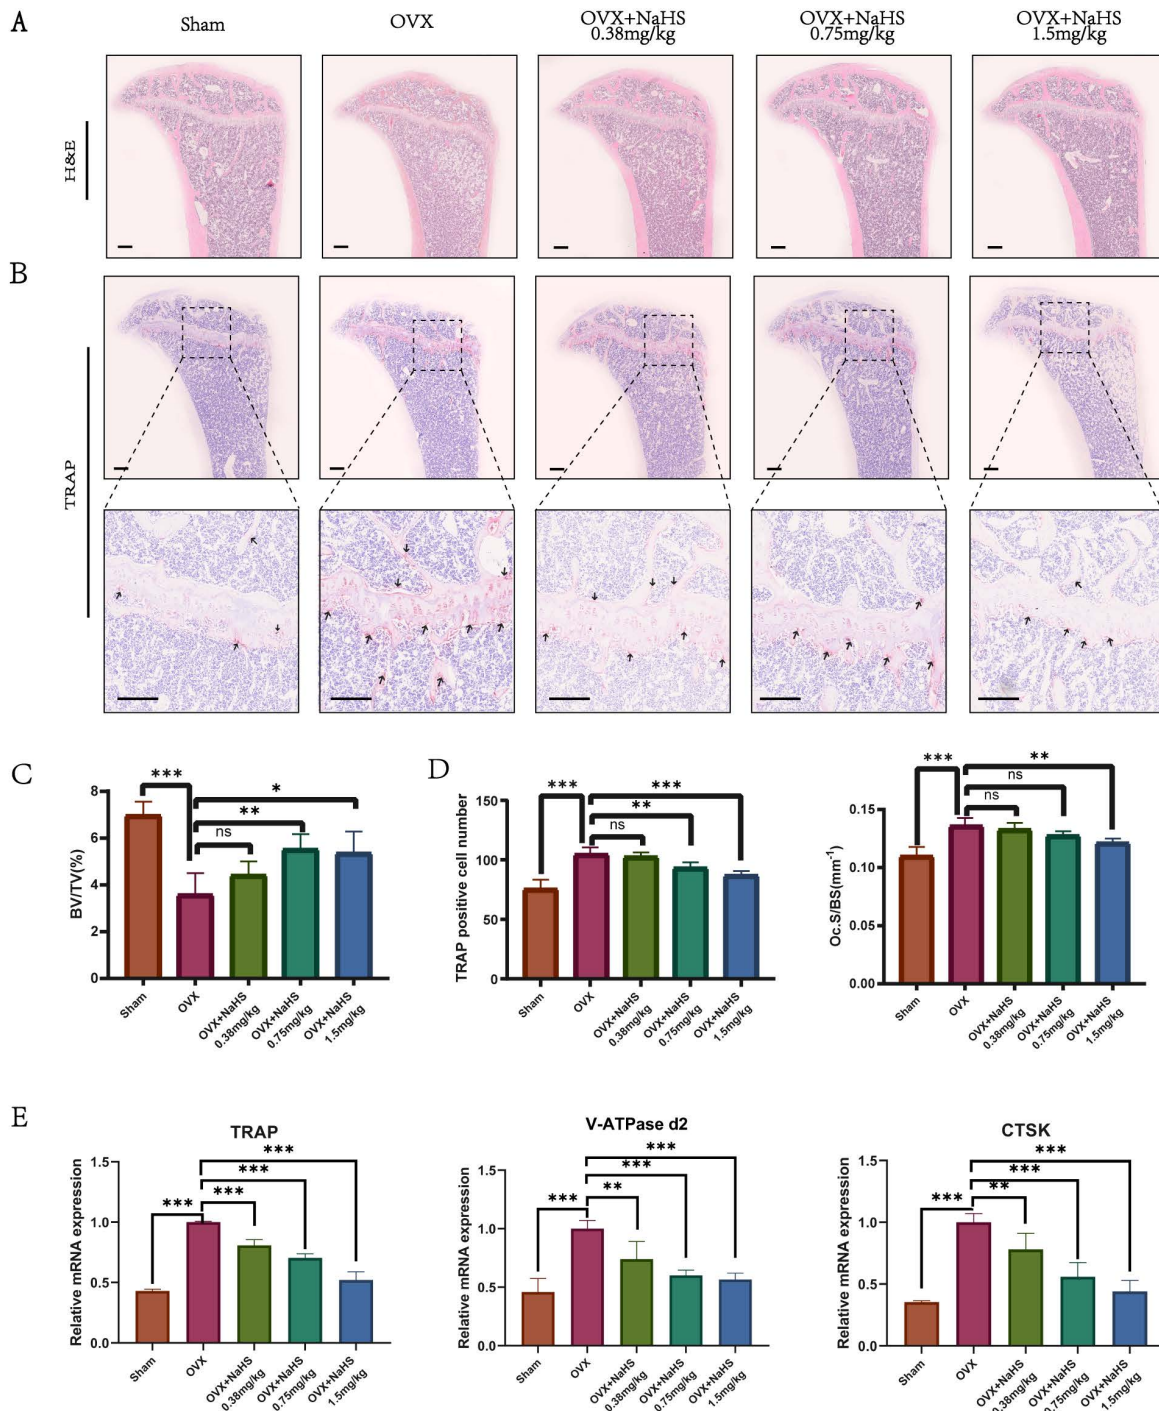 A
Sham
OVX
OVX+NaHS
0.38mg/kg
OVX+NaHS
0.75mg/kg
OVX+NaHS
1.5mg/kg
H&E
B
TRAP
C
BV/TV(%)
8
6
4
2
0
***
ns
**
*
Sham
OVX
OVX+NaHS
0.38mg/kg
OVX+NaHS
0.75mg/kg
OVX+NaHS
1.5mg/kg
D
TRAP positive cell number
150
100
50
0
***
ns
**
***
Sham
OVX
OVX+NaHS
0.38mg/kg
OVX+NaHS
0.75mg/kg
OVX+NaHS
1.5mg/kg
Oc.S/BS(mm⁻¹)
0.15
0.10
0.05
0.00
***
ns
ns
**
Sham
OVX
OVX+NaHS
0.38mg/kg
OVX+NaHS
0.75mg/kg
OVX+NaHS
1.5mg/kg
E
TRAP
Relative mRNA expression
1.5
1.0
0.5
0.0
***
***
***
***
Sham
OVX
OVX+NaHS
0.38mg/kg
OVX+NaHS
0.75mg/kg
OVX+NaHS
1.5mg/kg
V-ATPase d2
Relative mRNA expression
1.5
1.0
0.5
0.0
***
**
***
***
Sham
OVX
OVX+NaHS
0.38mg/kg
OVX+NaHS
0.75mg/kg
OVX+NaHS
1.5mg/kg
CTSK
Relative mRNA expression
1.5
1.0
0.5
0.0
***
**
***
***
Sham
OVX
OVX+NaHS
0.38mg/kg
OVX+NaHS
0.75mg/kg
OVX+NaHS
1.5mg/kg